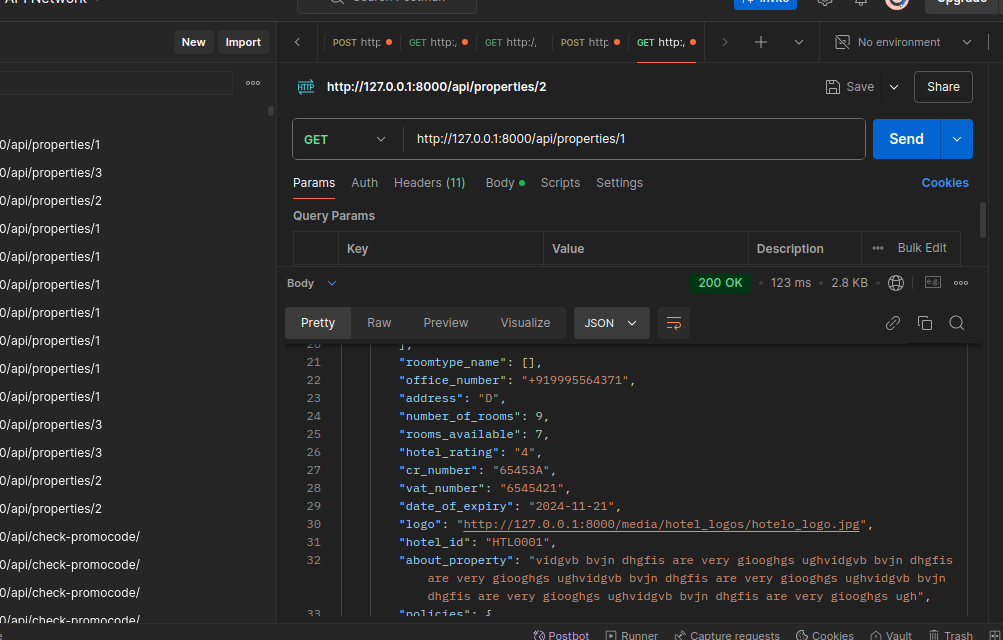 API Network
Search Postman
Invite
Upgrade
New
Import
POST http
GET http:/
GET http:/
POST http
GET http:/
No environment
HTTP
http://127.0.0.1:8000/api/properties/2
Save
Share
GET
http://127.0.0.1:8000/api/properties/1
Send
Params
Auth
Headers (11)
Body
Scripts
Settings
Cookies
Query Params
Key
Value
Description
Bulk Edit
Body
200 OK
123 ms
2.8 KB
e.g.
Pretty
Raw
Preview
Visualize
JSON
20 ],
21 "roomtype_name": [],
22 "office_number": "+919995564371",
23 "address": "D",
24 "number_of_rooms": 9,
25 "rooms_available": 7,
26 "hotel_rating": "4",
27 "cr_number": "65453A",
28 "vat_number": "6545421",
29 "date_of_expiry": "2024-11-21",
30 "logo": "http://127.0.0.1:8000/media/hotel_logos/hotelo_logo.jpg",
31 "hotel_id": "HTL0001",
32 "about_property": "vidgvb bvjn dhgfis are very giooghgs ughvidgvb bvjn dhgfis
are very giooghgs ughvidgvb bvjn dhgfis are very giooghgs ughvidgvb bvjn
dhgfis are very giooghgs ughvidgvb bvjn dhgfis are very giooghgs ugh",
33 "policies": {
0/api/properties/1
0/api/properties/3
0/api/properties/2
0/api/properties/1
0/api/properties/1
0/api/properties/1
0/api/properties/1
0/api/properties/1
0/api/properties/1
0/api/properties/1
0/api/properties/3
0/api/properties/3
0/api/properties/2
0/api/properties/2
0/api/check-promocode/
0/api/check-promocode/
0/api/check-promocode/
0/api/check-promocode/
Postbot
Runner
Capture requests
Cookies
Vault
Trash